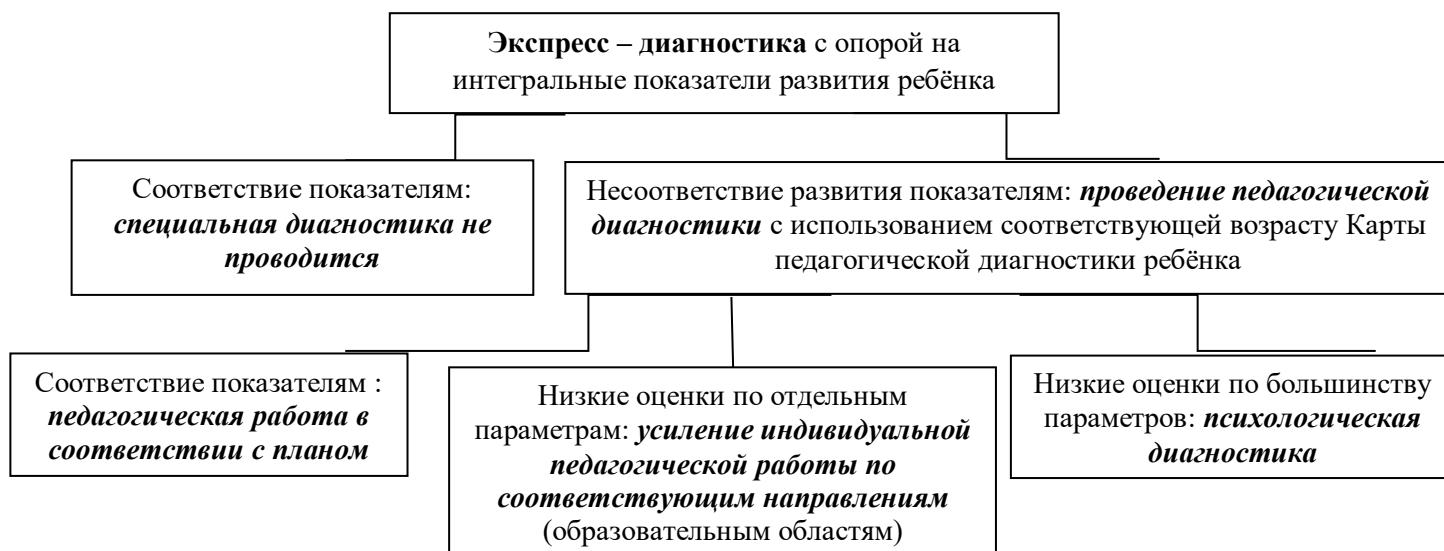 Экспресс – диагностика с опорой на
интегральные показатели развития ребёнка
Соответствие показателям:
специальная диагностика не
проводится
Несоответствие развития показателям: проведение педагогической
диагностики с использованием соответствующей возрасту Карты
педагогической диагностики ребёнка
Соответствие показателям :
педагогическая работа в
соответствии с планом
Низкие оценки по отдельным
параметрам: усиление индивидуальной
педагогической работы по
соответствующим направлениям
(образовательным областям)
Низкие оценки по большинству
параметров: психологическая
диагностика